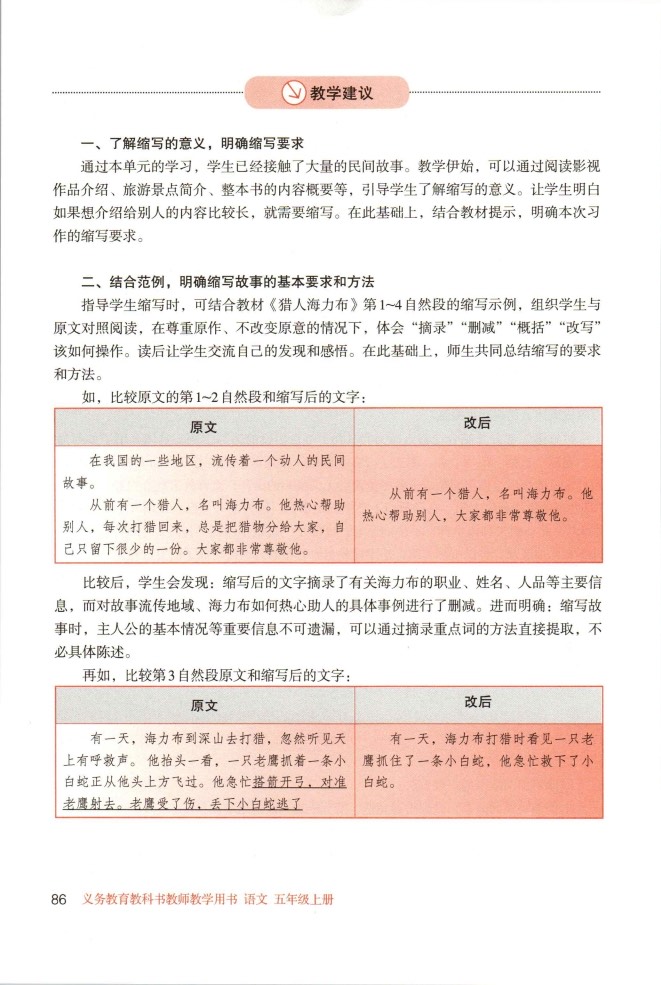 教学建议
一、了解缩写的意义，明确缩写要求
通过本单元的学习，学生已经接触了大量的民间故事。教学伊始，可以通过阅读影视
作品介绍、旅游景点简介、整本书的内容概要等，引导学生了解缩写的意义。让学生明白
如果想介绍给别人的内容比较长，就需要缩写。在此基础上，结合教材提示，明确本次习
作的缩写要求。
二、结合范例，明确缩写故事的基本要求和方法
指导学生缩写时，可结合教材《猎人海力布》第1~4自然段的缩写示例，组织学生与
原文对照阅读，在尊重原作、不改变原意的情况下，体会“摘录”“删减”“概括”“改写”
该如何操作。读后让学生交流自己的发现和感悟。在此基础上，师生共同总结缩写的要求
和方法。
如，比较原文的第1~2自然段和缩写后的文字：
原文
在我国的一些地区，流传着一个动人的民间
故事。
从前有一个猎人，名叫海力布。他热心帮助
别人，每次打猎回来，总是把猎物分给大家，自
己只留下很少的一份。大家都非常尊敬他。
改后
从前有一个猎人，名叫海力布。他
热心帮助别人，大家都非常尊敬他。
比较后，学生会发现：缩写后的文字摘录了有关海力布的职业、姓名、人品等主要信
息，而对故事流传地域、海力布如何热心助人的具体事例进行了删减。进而明确：缩写故
事时，主人公的基本情况等重要信息不可遗漏，可以通过摘录重点词的方法直接提取，不
必具体陈述。
再如，比较第3自然段原文和缩写后的文字：
原文
有一天，海力布到深山去打猎，忽然听见天
上有呼救声。他抬头一看，一只老鹰抓着一条小
白蛇正从他头上方飞过。他急忙搭箭开弓，对准
老鹰射去。老鹰受了伤，丢下小白蛇逃了
改后
有一天，海力布打猎时看见一只老
鹰抓住了一条小白蛇，他急忙救下了小
白蛇。
86 义务教育教科书教师教学用书 语文 五年级上册